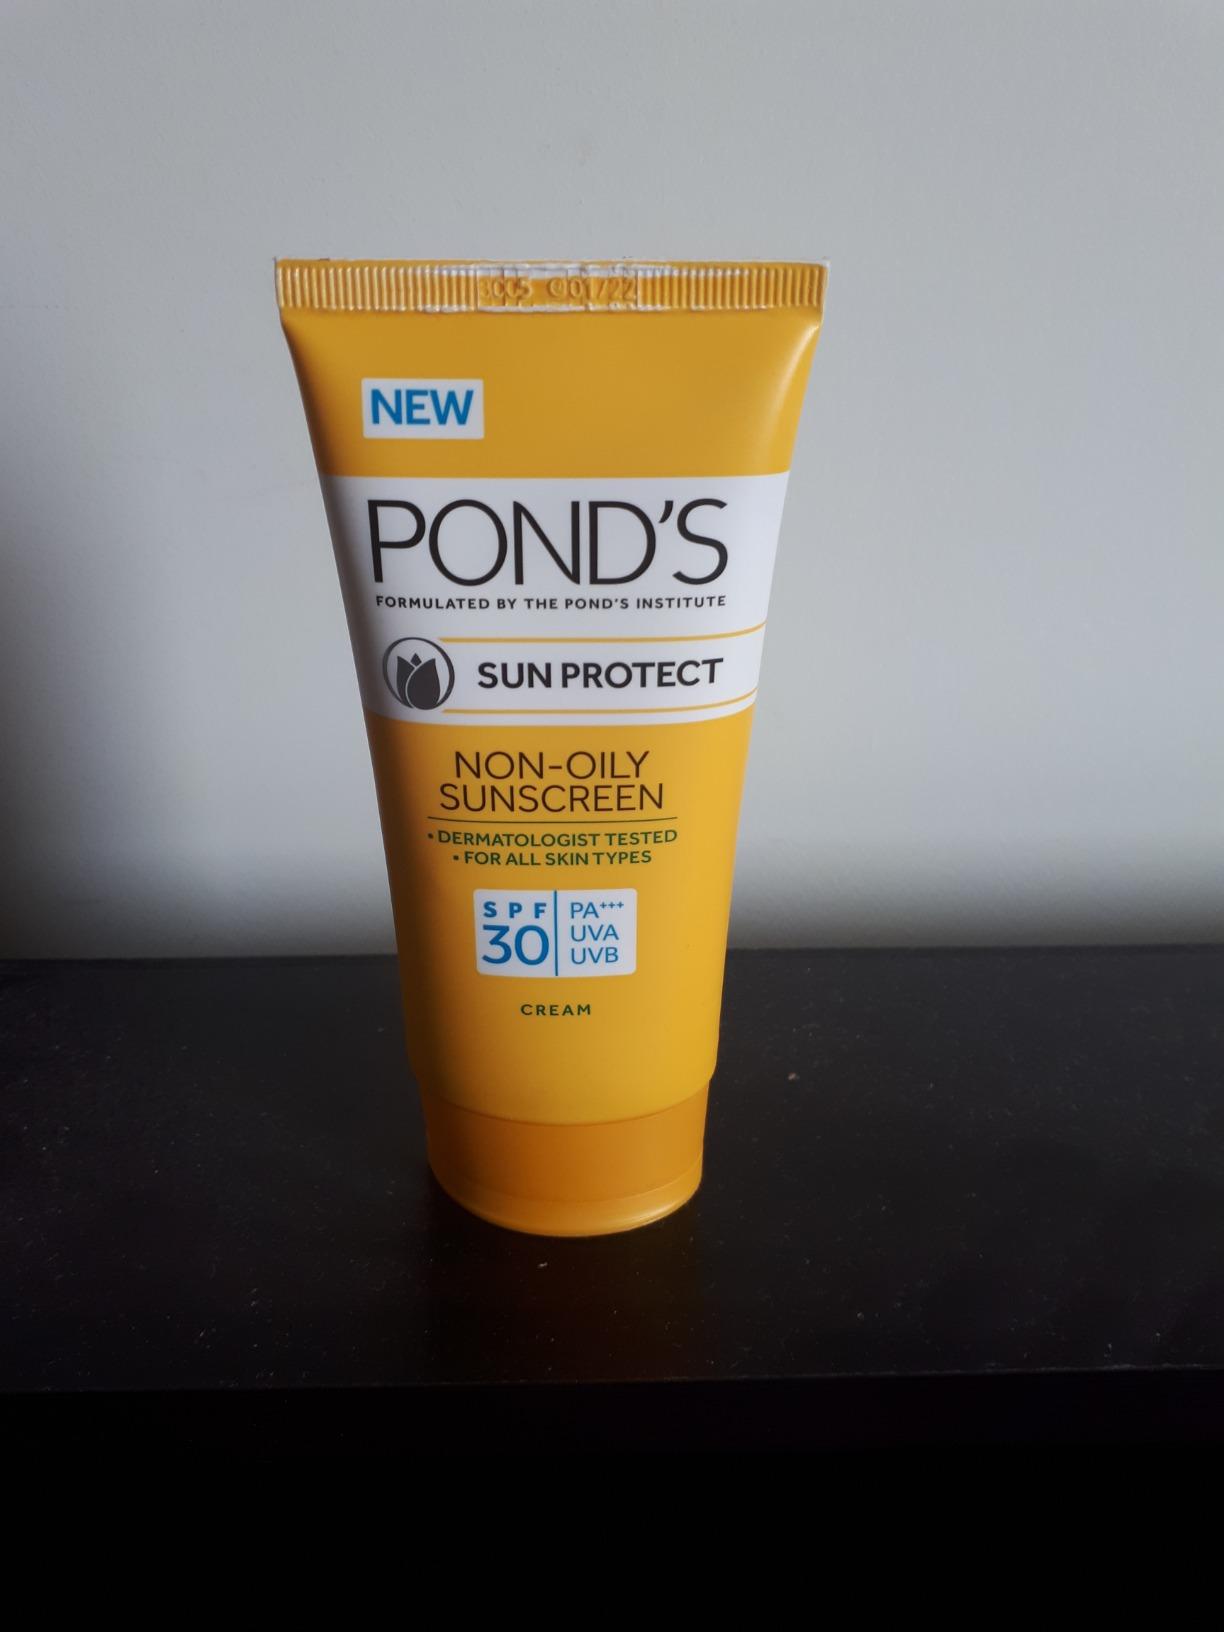 NEW
POND'S
FORMULATED BY THE POND'S INSTITUTE
SUN PROTECT
NON-OILY
SUNSCREEN
• DERMATOLOGIST TESTED
• FOR ALL SKIN TYPES
SPF
30
PA+++
UVA
UVB
CREAM